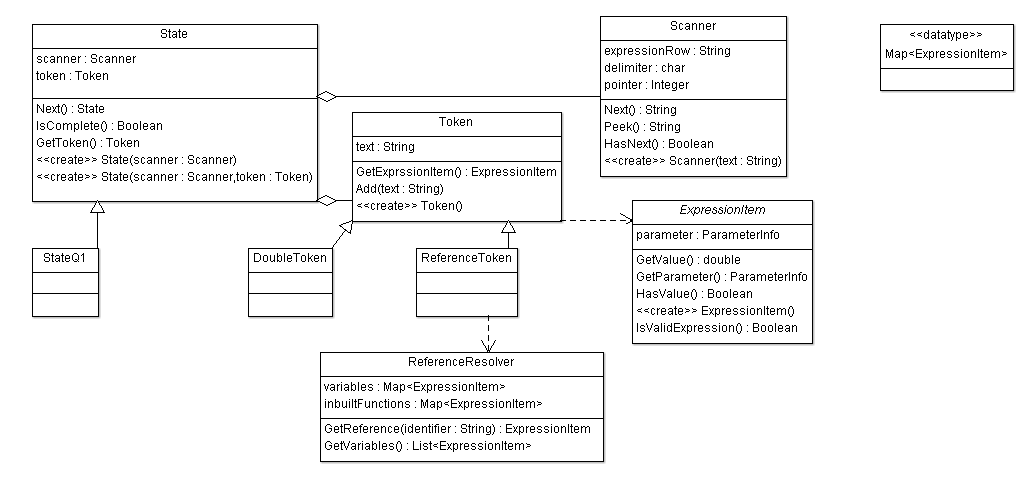 State
scanner : Scanner
token : Token
Next() : State
IsComplete() : Boolean
GetToken() : Token
<<create>> State(scanner : Scanner)
<<create>> State(scanner : Scanner,token : Token)
Scanner
expressionRow : String
delimiter : char
pointer : Integer
Next() : String
Peek() : String
HasNext() : Boolean
<<create>> Scanner(text : String)
<<datatype>>
Map<ExpressionItem>
Token
text : String
GetExprssionItem() : ExpressionItem
Add(text : String)
<<create>> Token()
StateQ1
DoubleToken
ReferenceToken
ExpressionItem
parameter : ParameterInfo
GetValue() : double
GetParameter() : ParameterInfo
HasValue() : Boolean
<<create>> ExpressionItem()
IsValidExpression() : Boolean
ReferenceResolver
variables : Map<ExpressionItem>
inbuiltFunctions : Map<ExpressionItem>
GetReference(identifier : String) : ExpressionItem
GetVariables() : List<ExpressionItem>